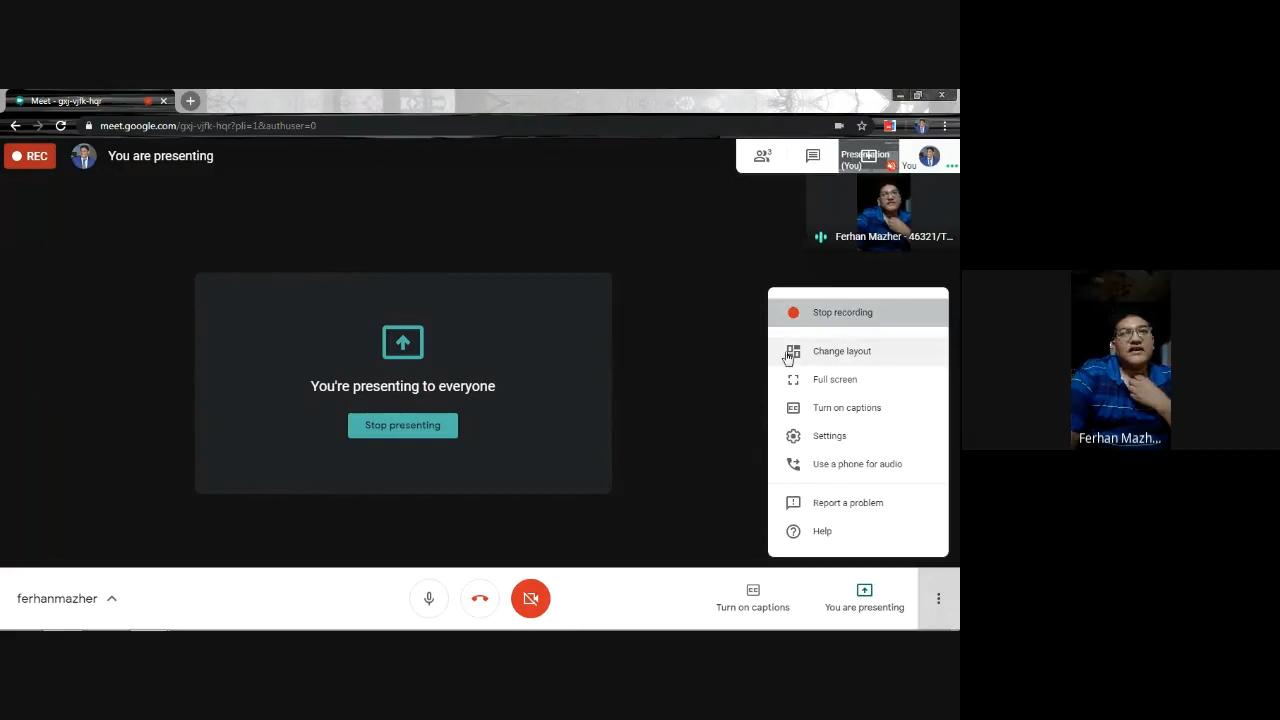 Meet - gxj-vjfk-hqr
meet.google.com/gxj-vjfk-hqr?pli=1&authuser=0
REC
You are presenting
3
Presentation
(You)
You
Ferhan Mazher - 46321/T...
You're presenting to everyone
Stop presenting
Stop recording
Change layout
Full screen
Turn on captions
Settings
Use a phone for audio
Report a problem
Help
Ferhan Mazh...
ferhanmazher
Turn on captions
You are presenting